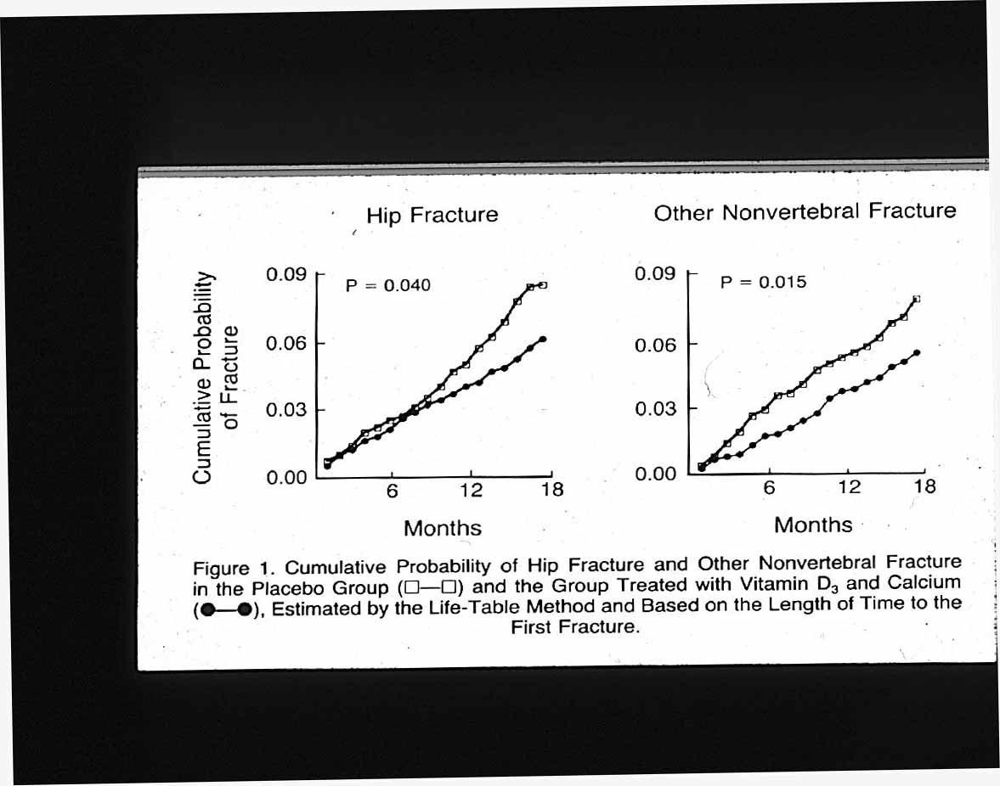 Hip Fracture
Other Nonvertebral Fracture
Cumulative Probability
of Fracture
0.09
P = 0.040
0.06
0.03
0.00
6 12 18
Months
0.09
P = 0.015
0.06
0.03
0.00
6 12 18
Months
Figure 1. Cumulative Probability of Hip Fracture and Other Nonvertebral Fracture
in the Placebo Group (□—□) and the Group Treated with Vitamin D₃ and Calcium
(●—●), Estimated by the Life-Table Method and Based on the Length of Time to the
First Fracture.